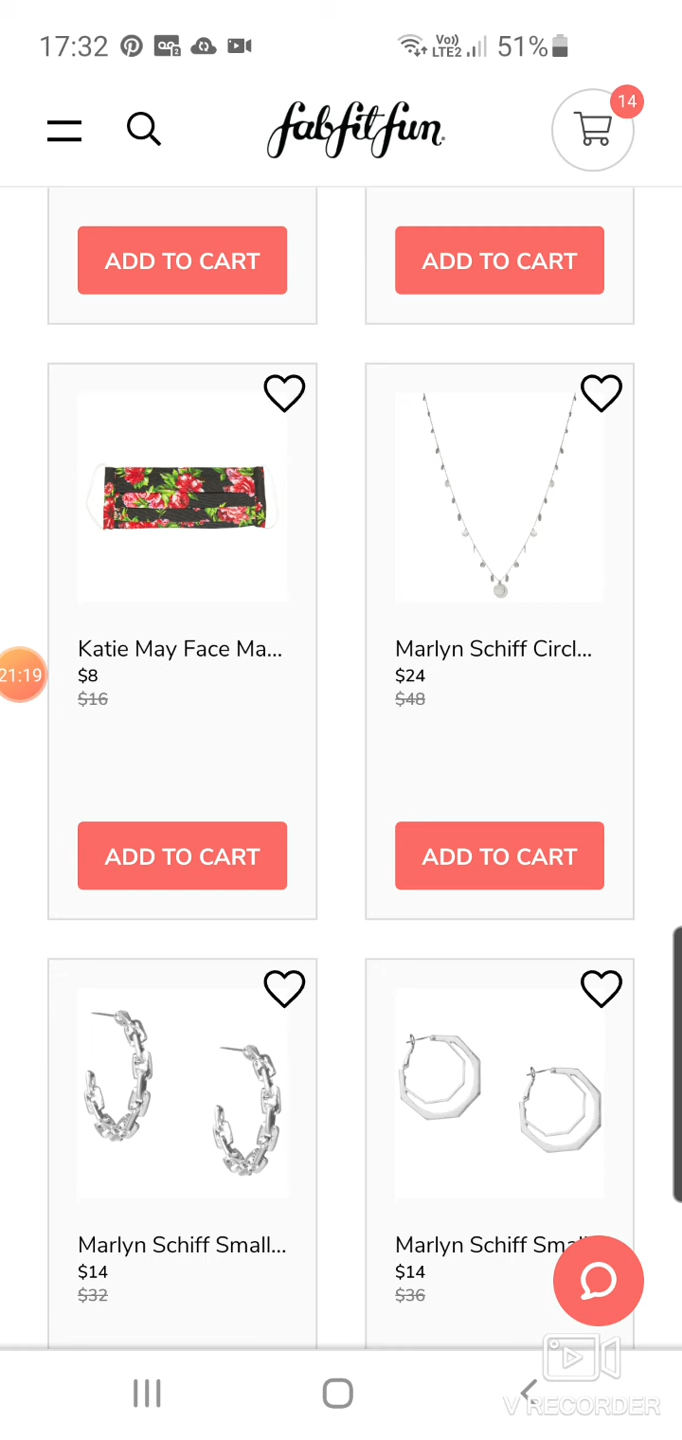 17:32
Vo))
LTE2
51%
fabfitfun.
14
ADD TO CART
ADD TO CART
Katie May Face Ma...
$8
$16
Marlyn Schiff Circl...
$24
$48
21:19
ADD TO CART
ADD TO CART
Marlyn Schiff Small...
$14
$32
Marlyn Schiff Sma
$14
$36
V RECORDER